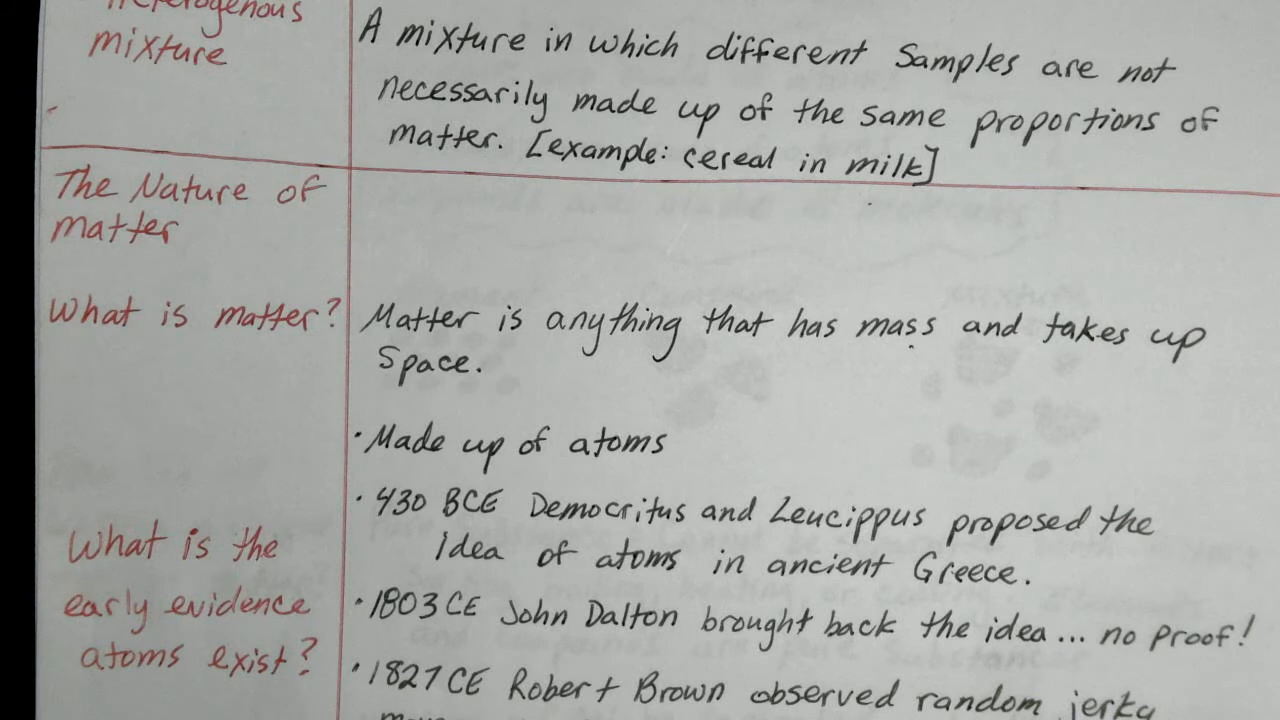 Heterogenous
mixture
A mixture in which different Samples are not
necessarily made up of the same proportions of
matter. [example: cereal in milk]
The Nature of
matter
What is matter?
Matter is anything that has mass and takes up
Space.
· Made up of atoms
· 430 BCE Democritus and Leucippus proposed the
idea of atoms in ancient Greece.
What is the
early evidence
atoms exist?
· 1803 CE John Dalton brought back the idea... no proof!
· 1827 CE Robert Brown observed random jerky